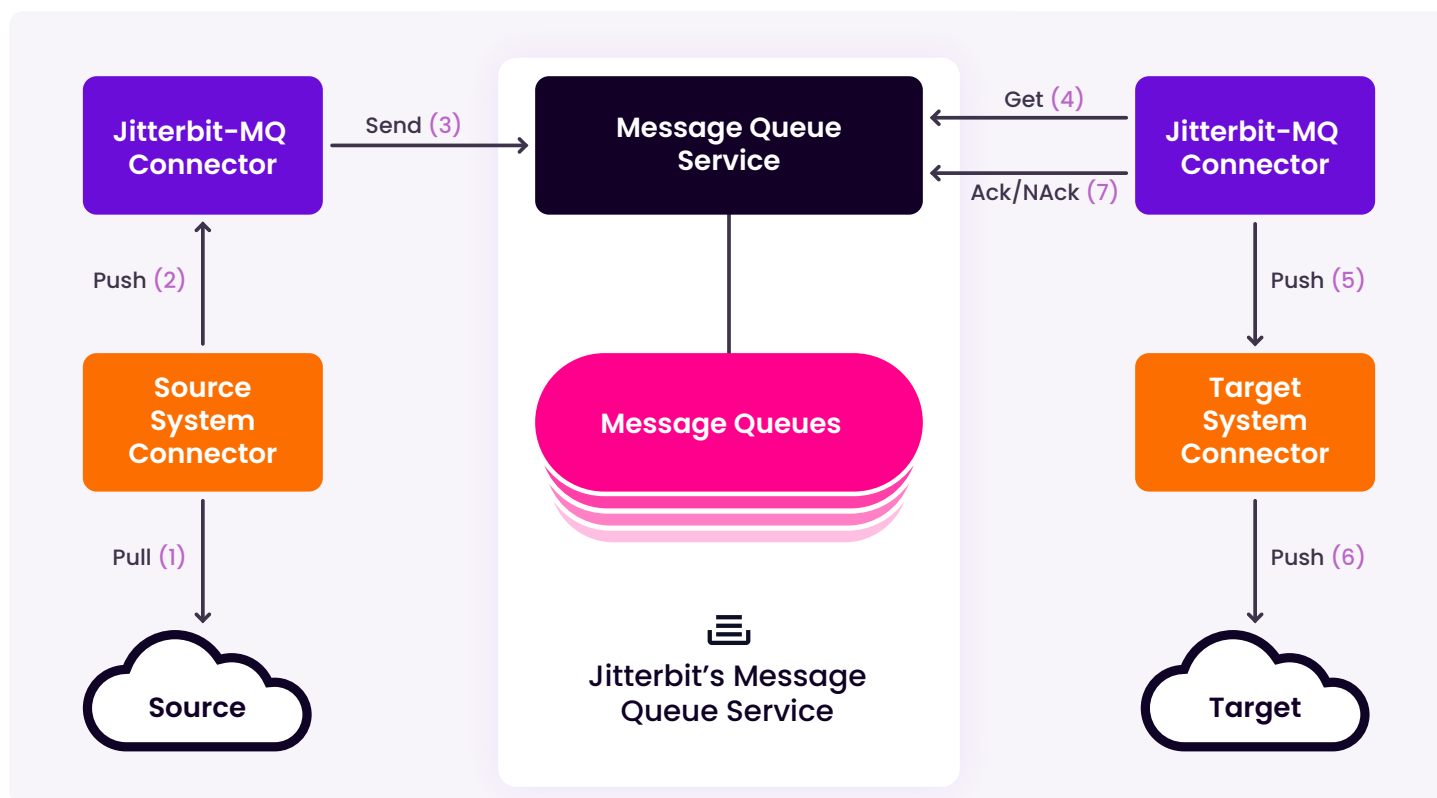 Jitterbit-MQ
Connector
Send (3)
Message Queue
Service
Get (4)
Ack/NAck (7)
Jitterbit-MQ
Connector
Push (2)
Push (5)
Source
System
Connector
Message Queues
Target
System
Connector
Pull (1)
Push (6)
Source
Jitterbit’s Message
Queue Service
Target